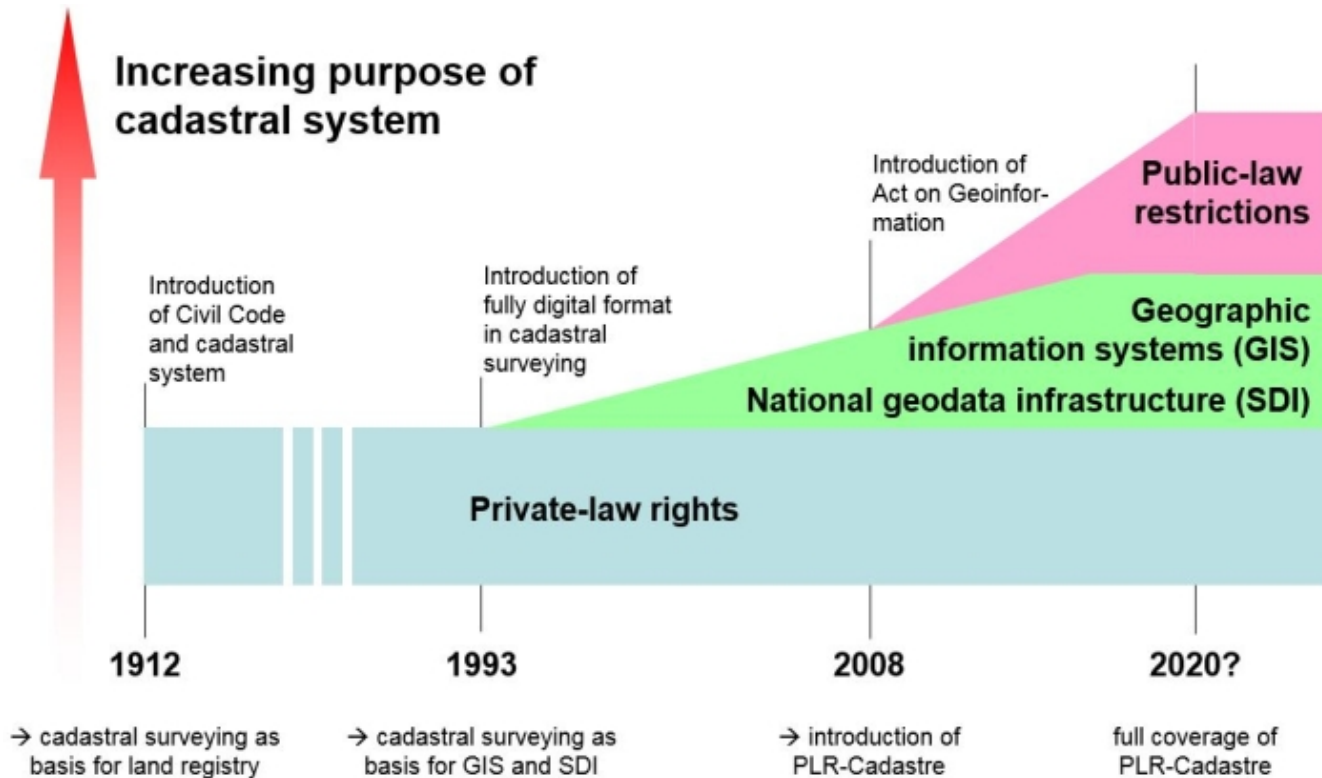 Increasing purpose of
cadastral system
Introduction
of Civil Code
and cadastral
system
Introduction of
fully digital format
in cadastral
surveying
Introduction of
Act on Geoinfor-
mation
Public-law
restrictions
Geographic
information systems (GIS)
National geodata infrastructure (SDI)
Private-law rights
1912
1993
2008
2020?
→ cadastral surveying as
basis for land registry
→ cadastral surveying as
basis for GIS and SDI
→ introduction of
PLR-Cadastre
full coverage of
PLR-Cadastre